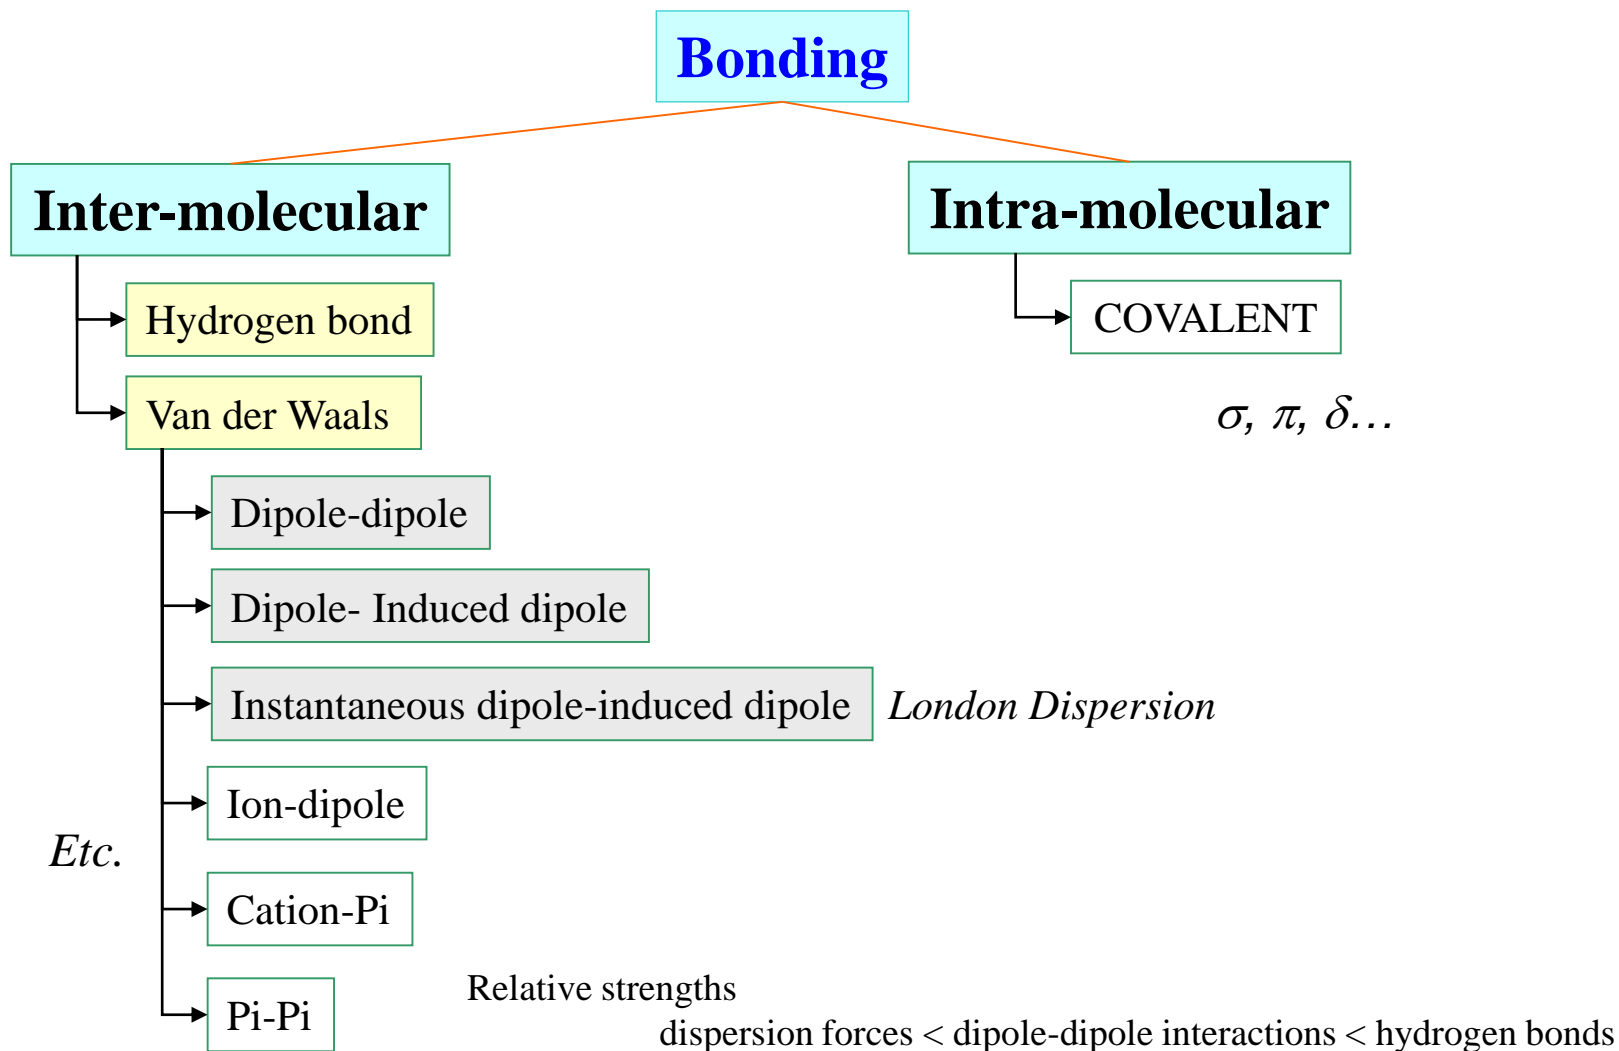 Bonding
Inter-molecular
Intra-molecular
Hydrogen bond
COVALENT
Van der Waals
σ, π, δ…
Dipole-dipole
Dipole- Induced dipole
Instantaneous dipole-induced dipole London Dispersion
Ion-dipole
Etc.
Cation-Pi
Pi-Pi
Relative strengths
dispersion forces < dipole-dipole interactions < hydrogen bonds